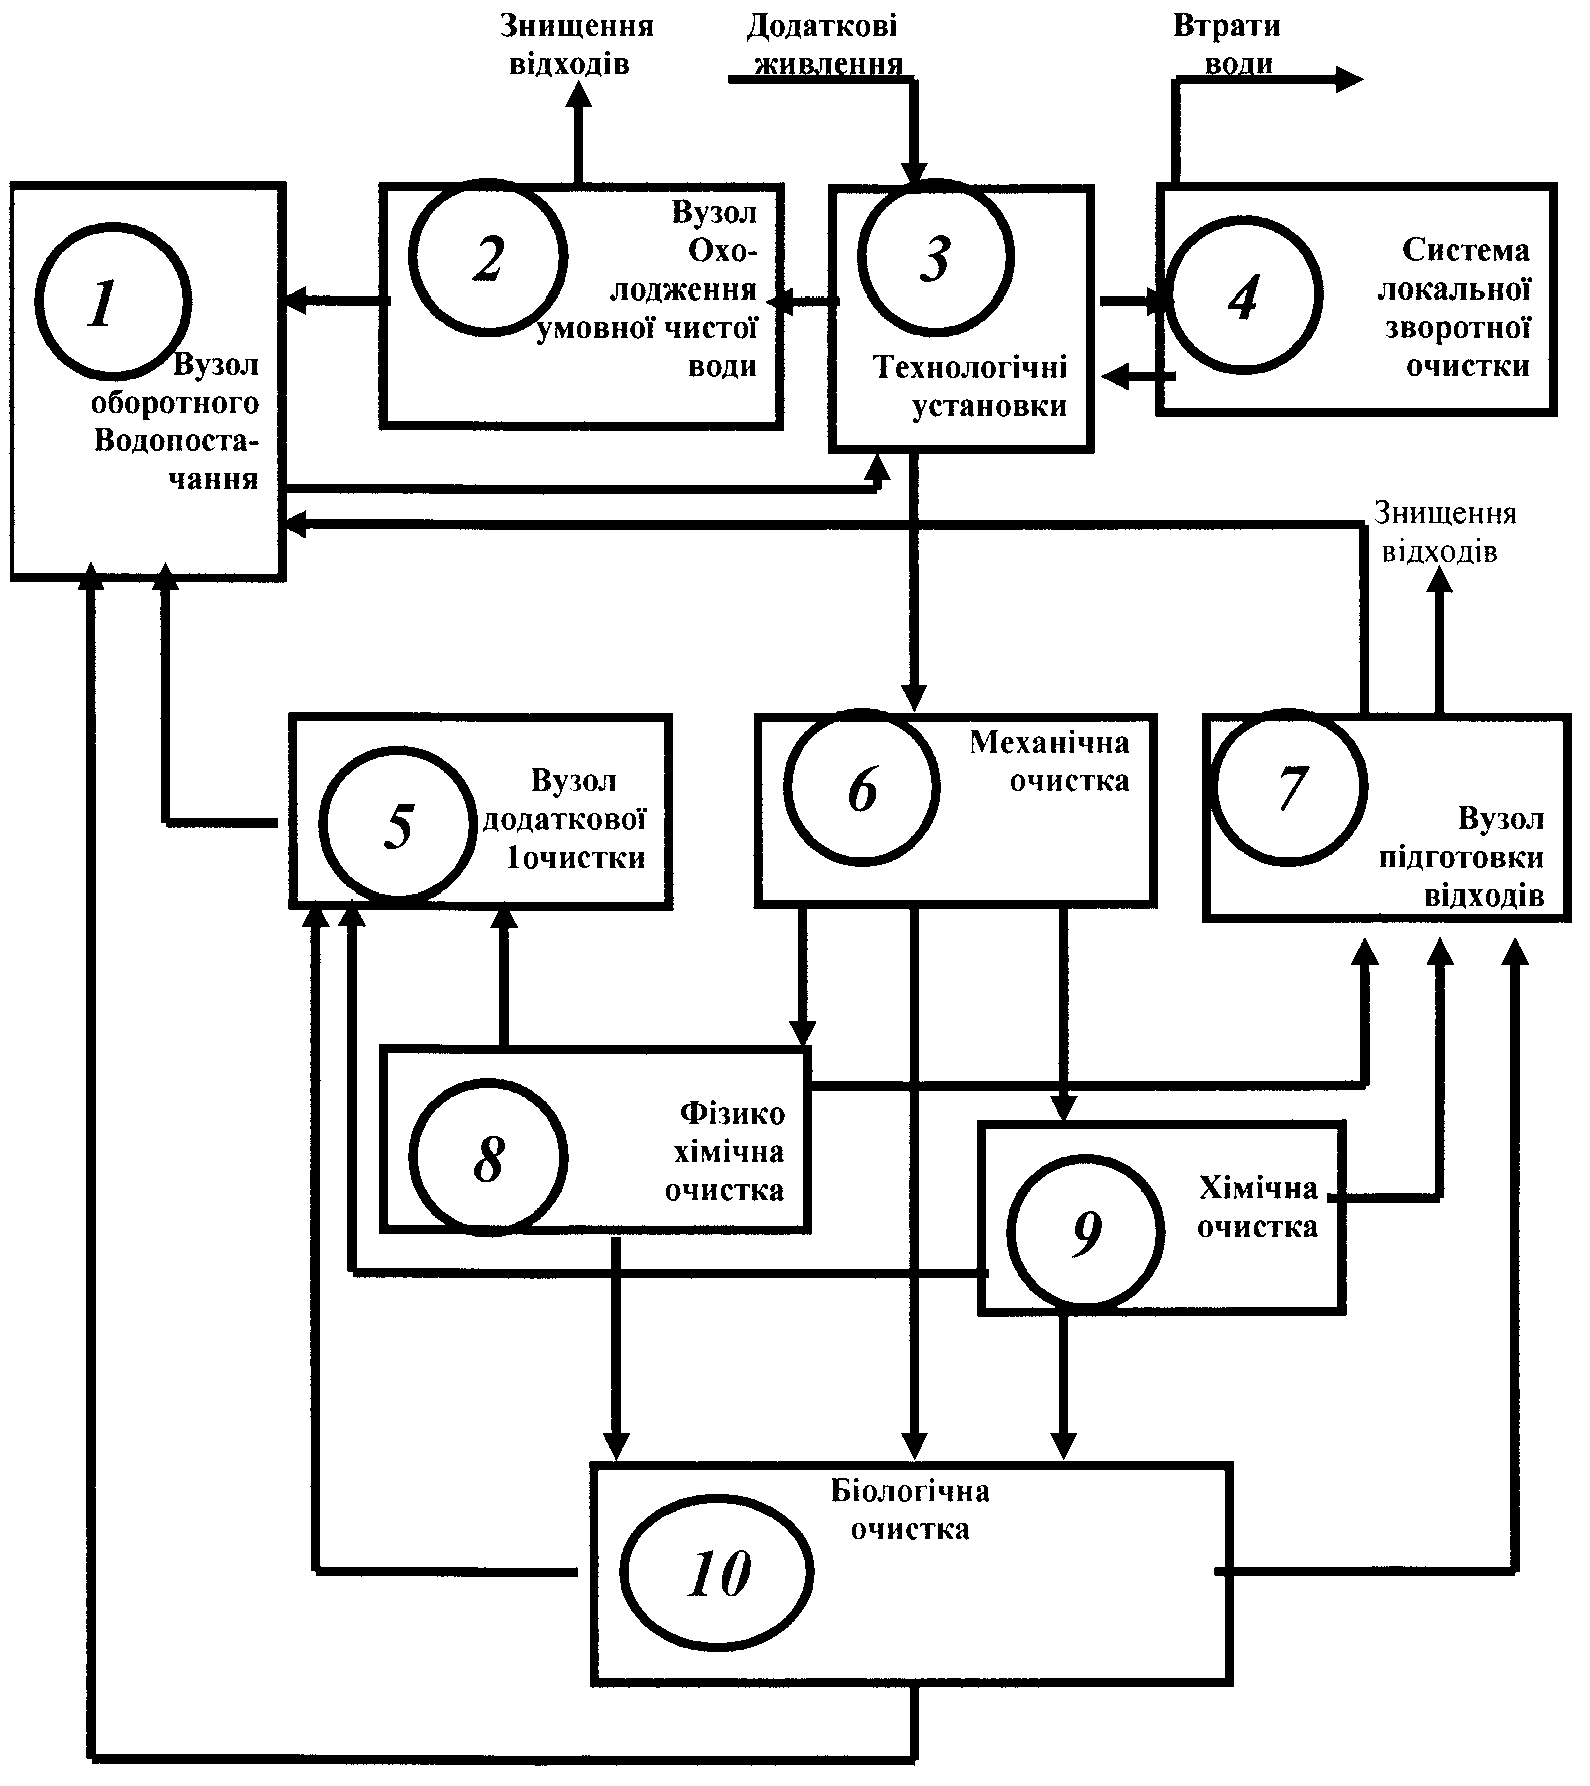 Знищення
відходів
Додаткові
живлення
Втрати
води
1
Вузол
оборотного
Водопоста-
чання
2
Вузол
Охо-
лодження
умовної чистої
води
3
Технологічні
установки
4
Система
локальної
зворотної
очистки
Знищення
відходів
5
Вузол
додаткової
1очистки
6
Механічна
очистка
7
Вузол
підготовки
відходів
8
Фізико
хімічна
очистка
9
Хімічна
очистка
10
Біологічна
очистка